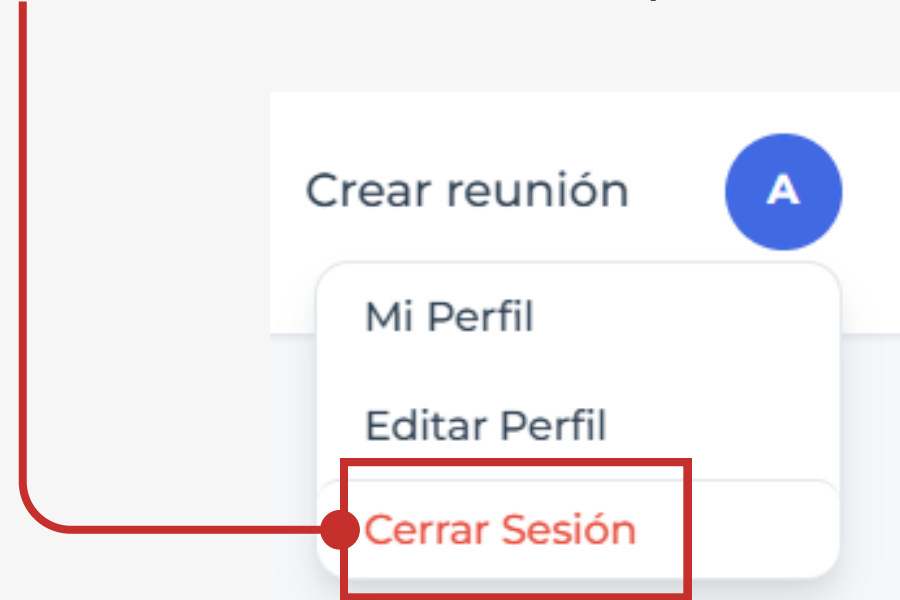 Crear reunión
A
Mi Perfil
Editar Perfil
Cerrar Sesión